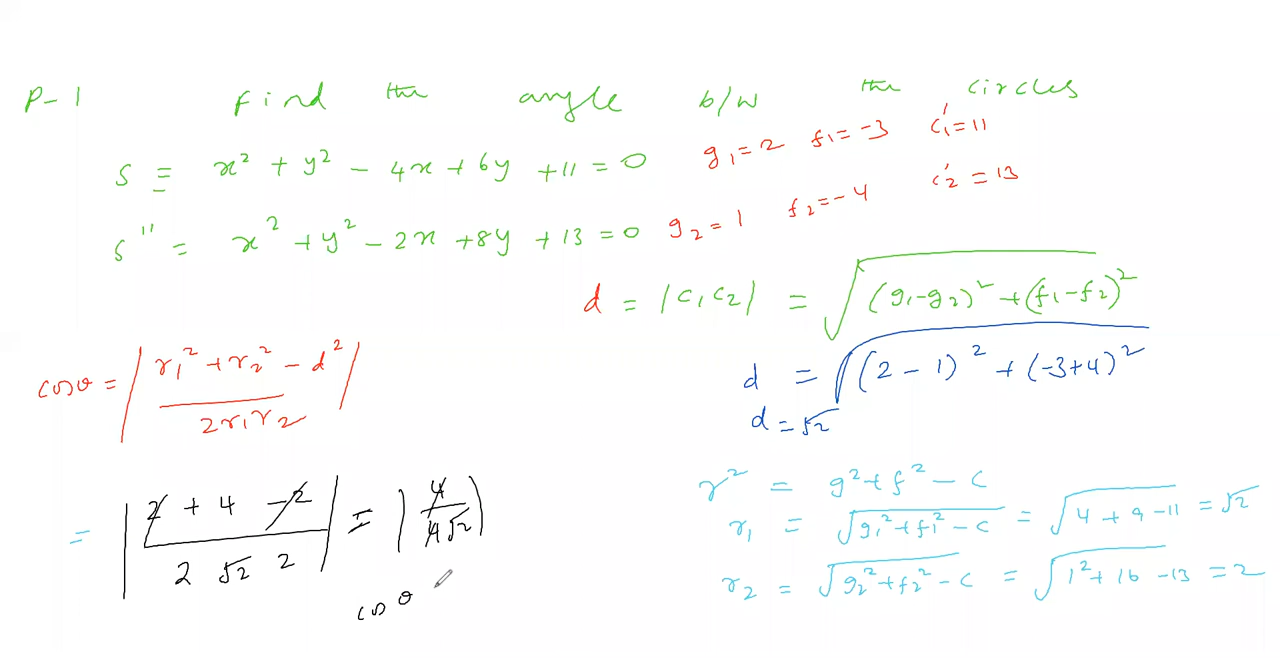 P-1 Find the angle b/w the circles
S ≡ x² + y² - 4x + 6y + 11 = 0 g₁ = 2 f₁ = -3 c₁' = 11
S'' = x² + y² - 2x + 8y + 13 = 0 g₂ = 1 f₂ = -4 c₂' = 13
d = |c₁c₂| = √((g₁-g₂)² + (f₁-f₂)²)
cosθ = |(r₁² + r₂² - d²)/(2r₁r₂)|
d = √((2-1)² + (-3+4)²)
d = √2
= |(2 + 4 - 2)/(2 √2 2)| = |4/(4√2)|
r² = g² + f² - c
r₁ = √(g₁² + f₁² - c) = √(4 + 9 - 11) = √2
r₂ = √(g₂² + f₂² - c) = √(1² + 16 - 13) = 2
cos θ